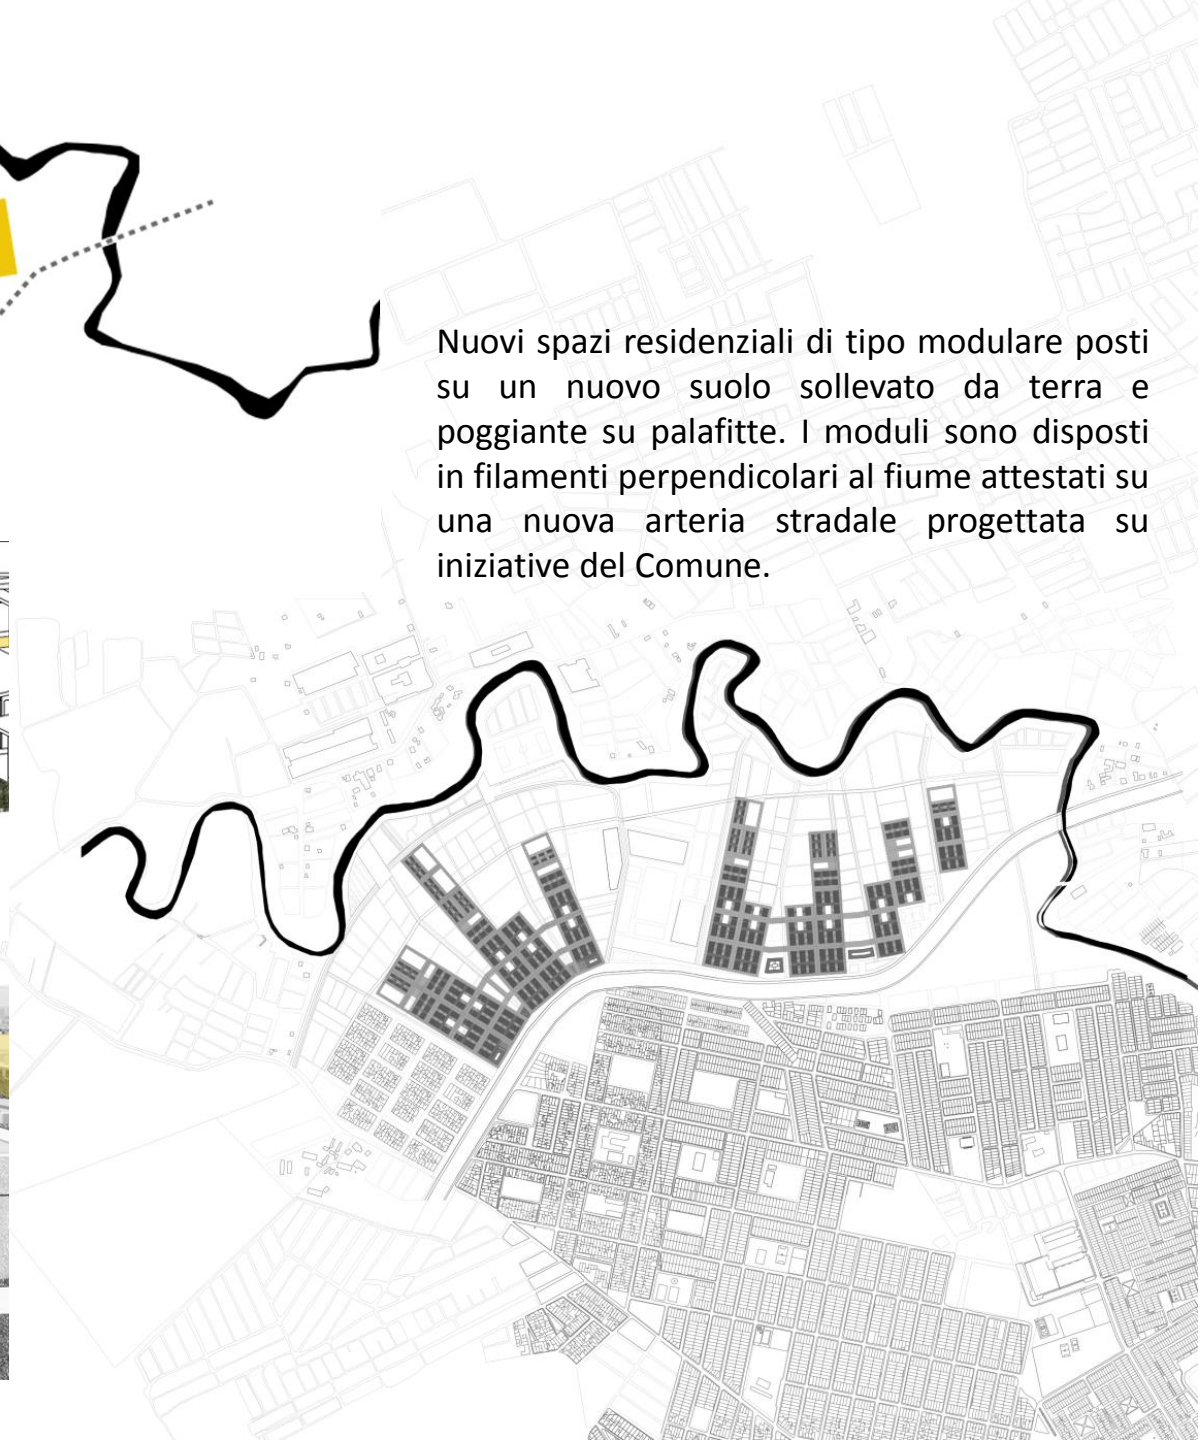 Nuovi spazi residenziali di tipo modulare posti
su un nuovo suolo sollevato da terra e
poggiante su palafitte. I moduli sono disposti
in filamenti perpendicolari al fiume attestati su
una nuova arteria stradale progettata su
iniziative del Comune.